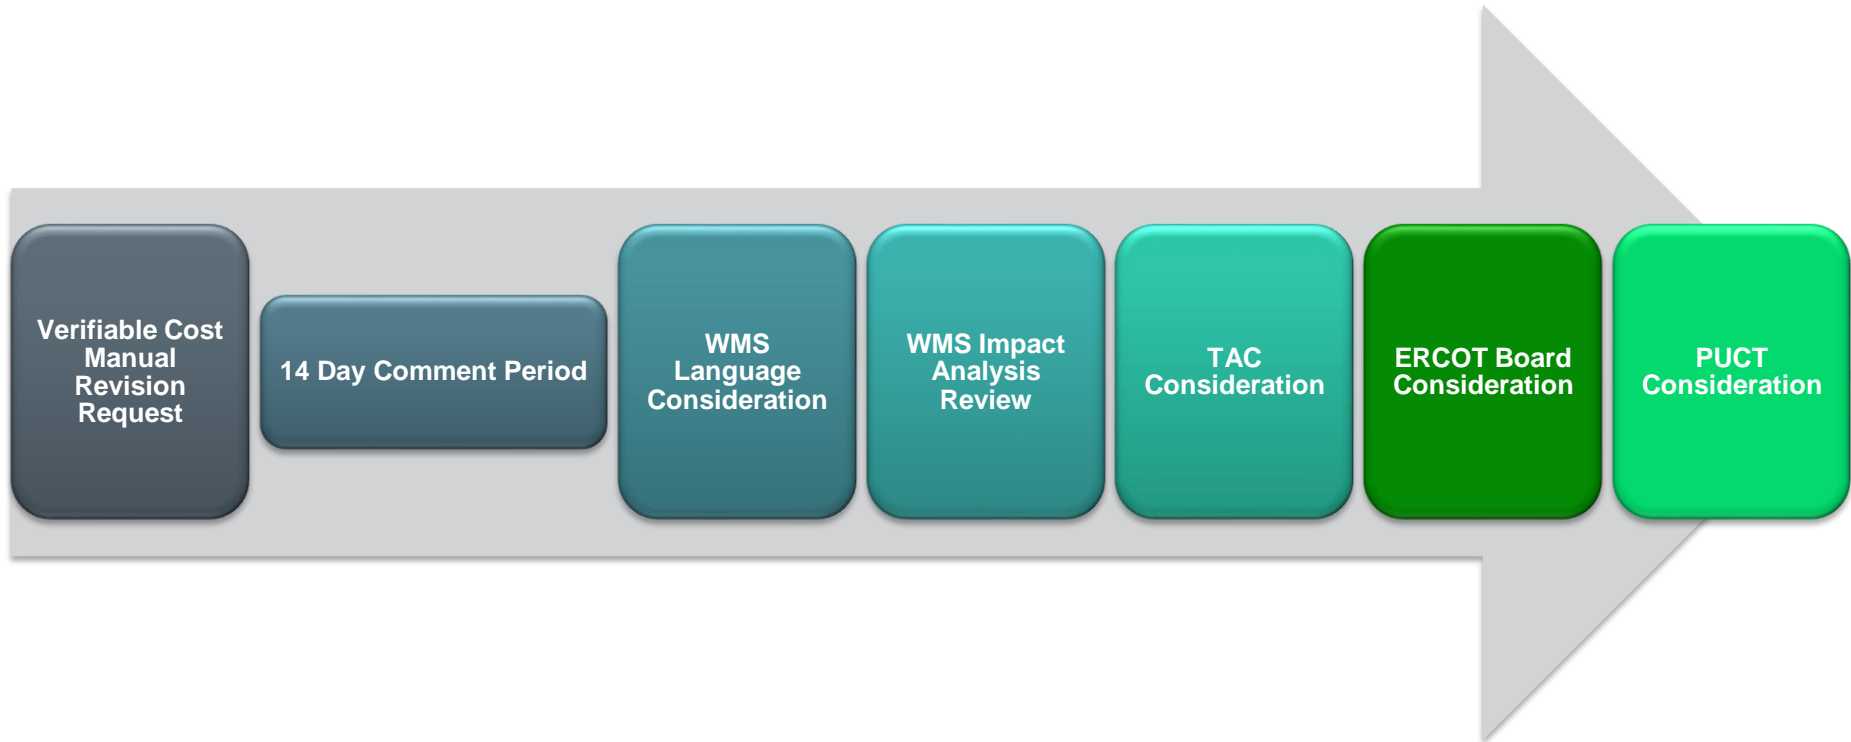 Verifiable Cost
Manual
Revision
Request
14 Day Comment Period
WMS
Language
Consideration
WMS Impact
Analysis
Review
TAC
Consideration
ERCOT Board
Consideration
PUCT
Consideration